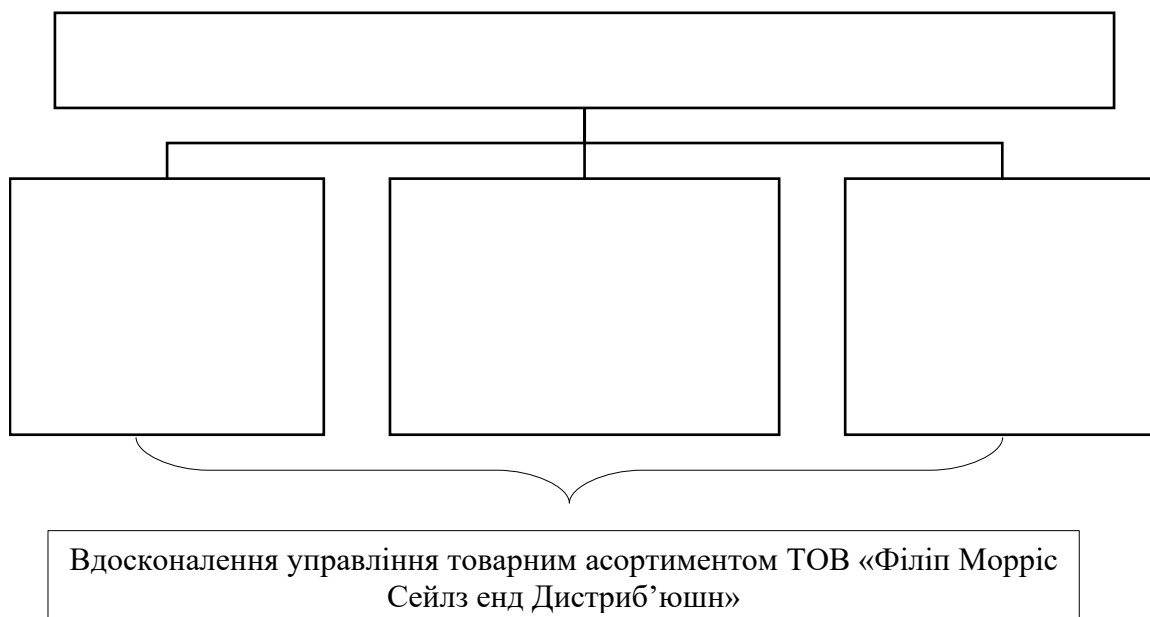 Вдосконалення управління товарним асортиментом ТОВ «Філіп Морріс
Сейлз енд Дистриб’юшн»